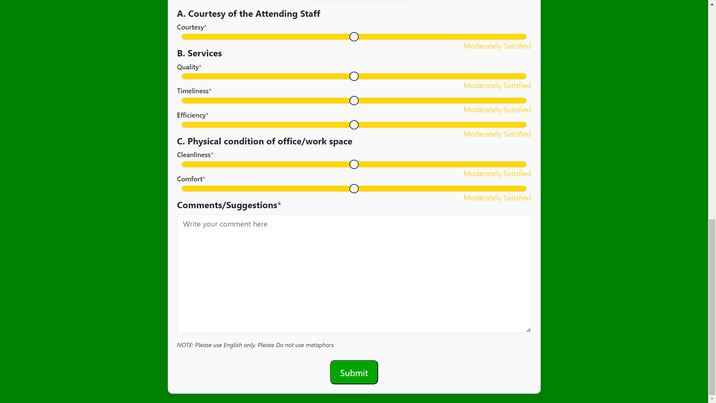 A. Courtesy of the Attending Staff
Courtesy*
Moderately Satisfied
B. Services
Quality*
Moderately Satisfied
Timeliness*
Moderately Satisfied
Efficiency*
Moderately Satisfied
C. Physical condition of office/work space
Cleanliness*
Moderately Satisfied
Comfort*
Moderately Satisfied
Comments/Suggestions*
Write your comment here
NOTE: Please use English only. Please Do not use metaphors.
Submit